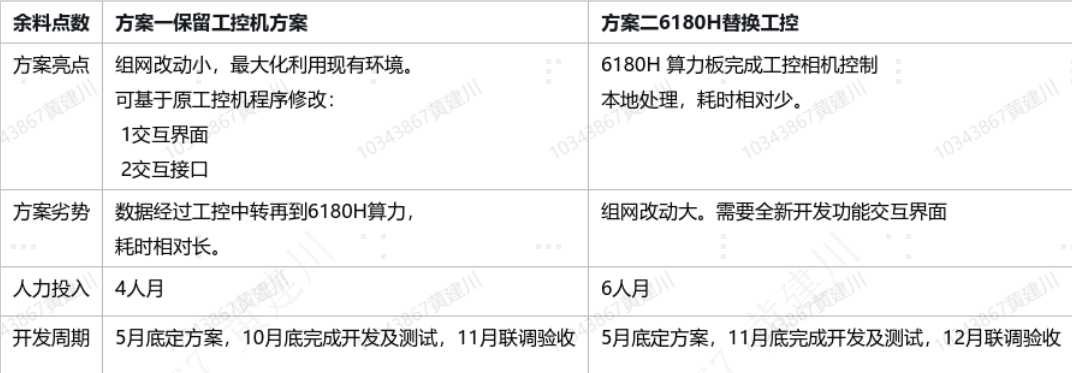 余料点数 方案一保留工控机方案 方案二6180H替换工控
方案亮点 组网改动小，最大化利用现有环境。 6180H 算力板完成工控相机控制
可基于原工控机程序修改： 本地处理，耗时相对少。
1交互界面
2交互接口
方案劣势 数据经过工控中转再到6180H算力， 组网改动大。需要全新开发功能交互界面
耗时相对长。
人力投入 4人月 6人月
开发周期 5月底定方案，10月底完成开发及测试，11月联调验收 5月底定方案，11月底完成开发及测试，12月联调验收
10343867黄建川